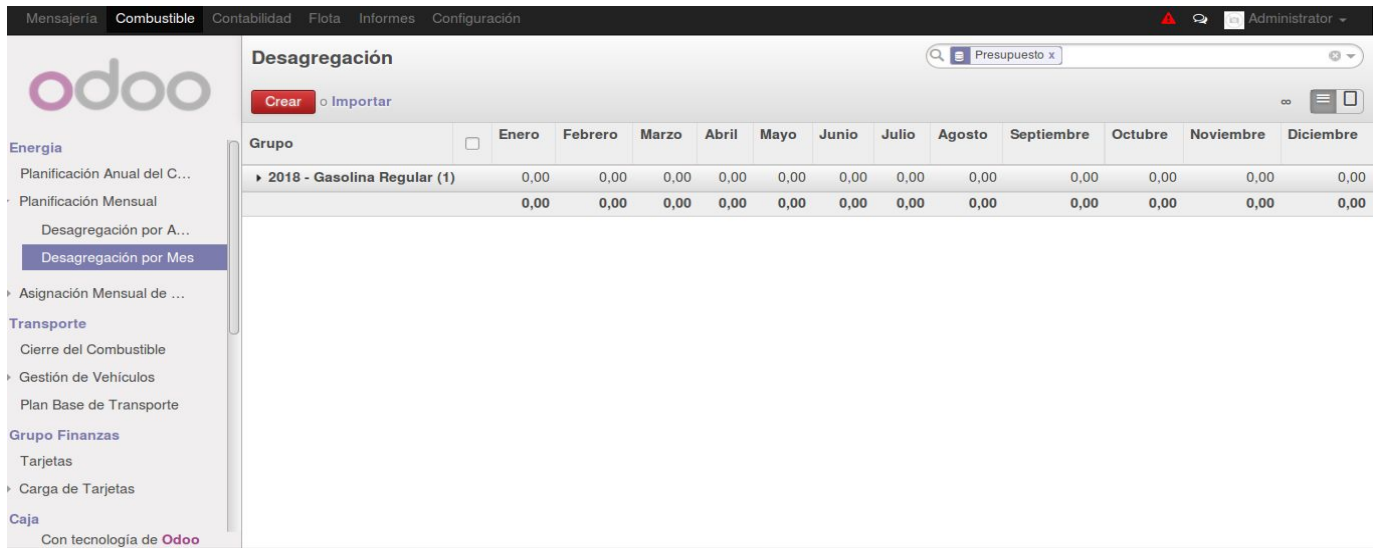 Mensajería Combustible Contabilidad Flota Informes Configuración Administrator
odoo
Energia
Planificación Anual del C...
Planificación Mensual
Desagregación por A...
Desagregación por Mes
Asignación Mensual de ...
Transporte
Cierre del Combustible
Gestión de Vehículos
Plan Base de Transporte
Grupo Finanzas
Tarjetas
Carga de Tarjetas
Caja
Con tecnología de Odoo
Desagregación
Presupuesto x
Crear o Importar
Grupo Enero Febrero Marzo Abril Mayo Junio Julio Agosto Septiembre Octubre Noviembre Diciembre
2018 - Gasolina Regular (1) 0,00 0,00 0,00 0,00 0,00 0,00 0,00 0,00 0,00 0,00 0,00 0,00
0,00 0,00 0,00 0,00 0,00 0,00 0,00 0,00 0,00 0,00 0,00 0,00